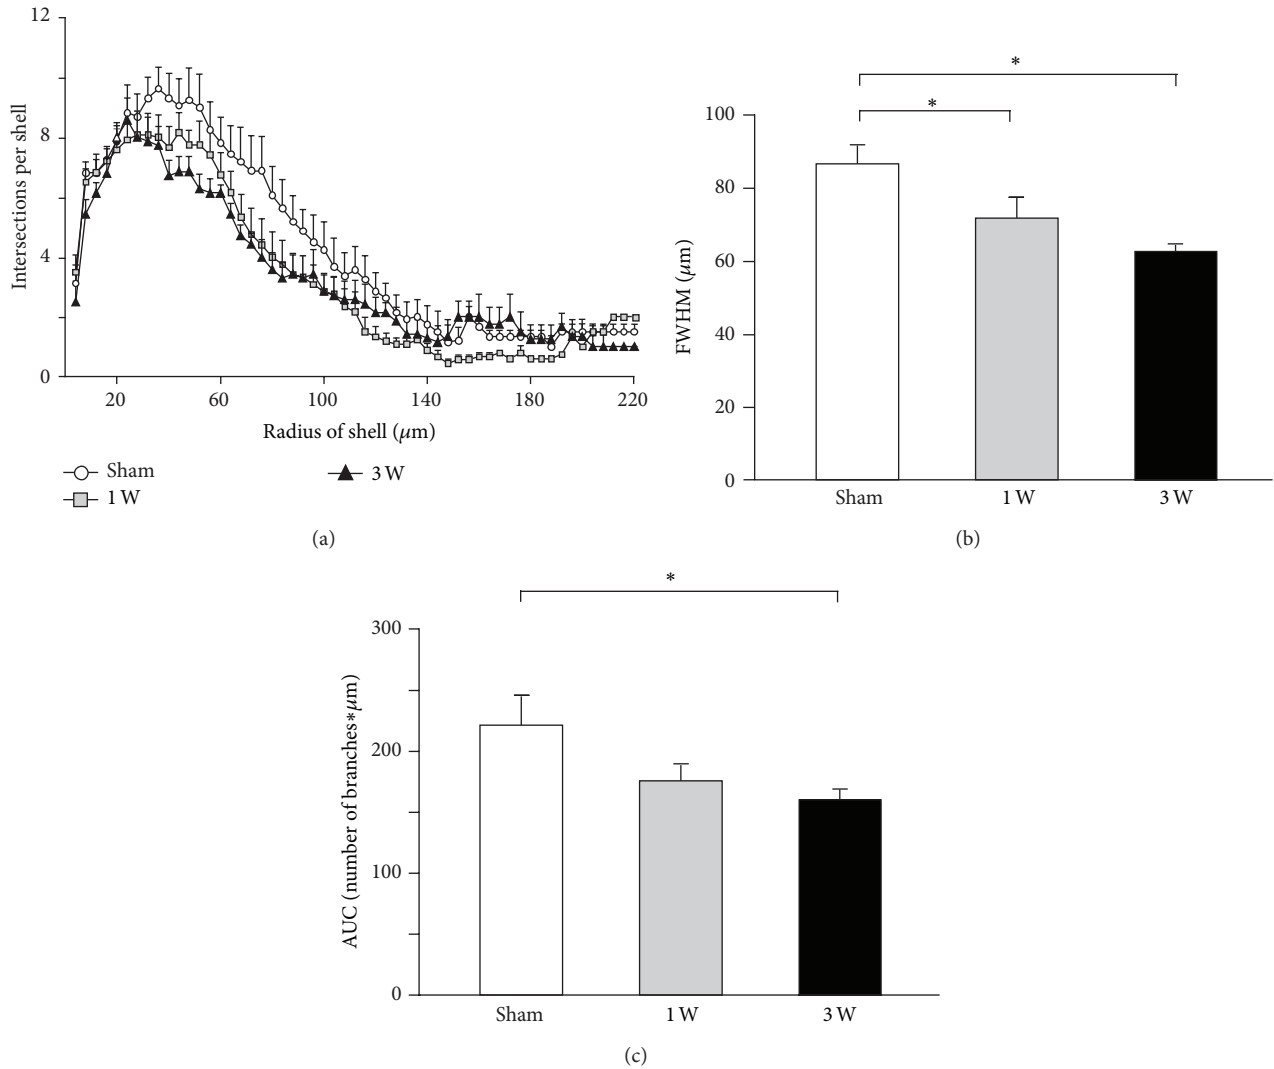 12
8
4
0
Intersections per shell
20 60 100 140 180 220
Radius of shell (μm)
Sham
1 W
3 W
(a)
*
*
100
80
60
40
20
0
FWHM (μm)
Sham 1 W 3 W
(b)
*
300
200
100
0
AUC (number of branches∗μm)
Sham 1 W 3 W
(c)